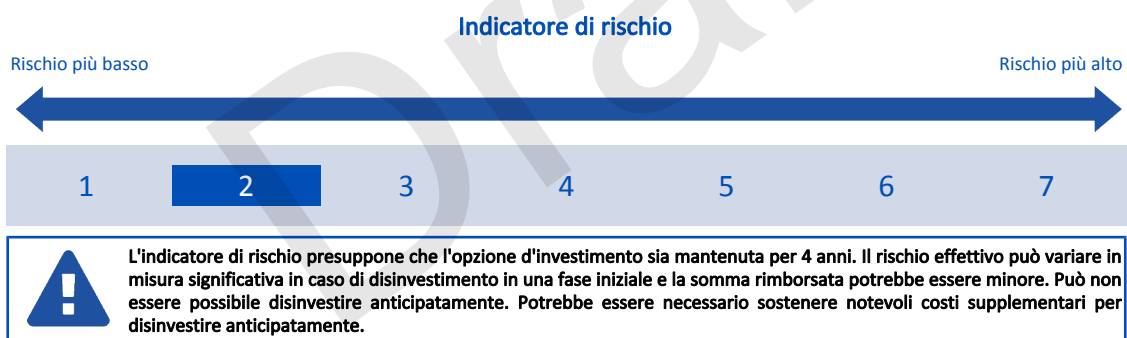 Indicatore di rischio
Rischio più basso
Rischio più alto
1 2 3 4 5 6 7
L'indicatore di rischio presuppone che l'opzione d'investimento sia mantenuta per 4 anni. Il rischio effettivo può variare in
misura significativa in caso di disinvestimento in una fase iniziale e la somma rimborsata potrebbe essere minore. Può non
essere possibile disinvestire anticipatamente. Potrebbe essere necessario sostenere notevoli costi supplementari per
disinvestire anticipatamente.